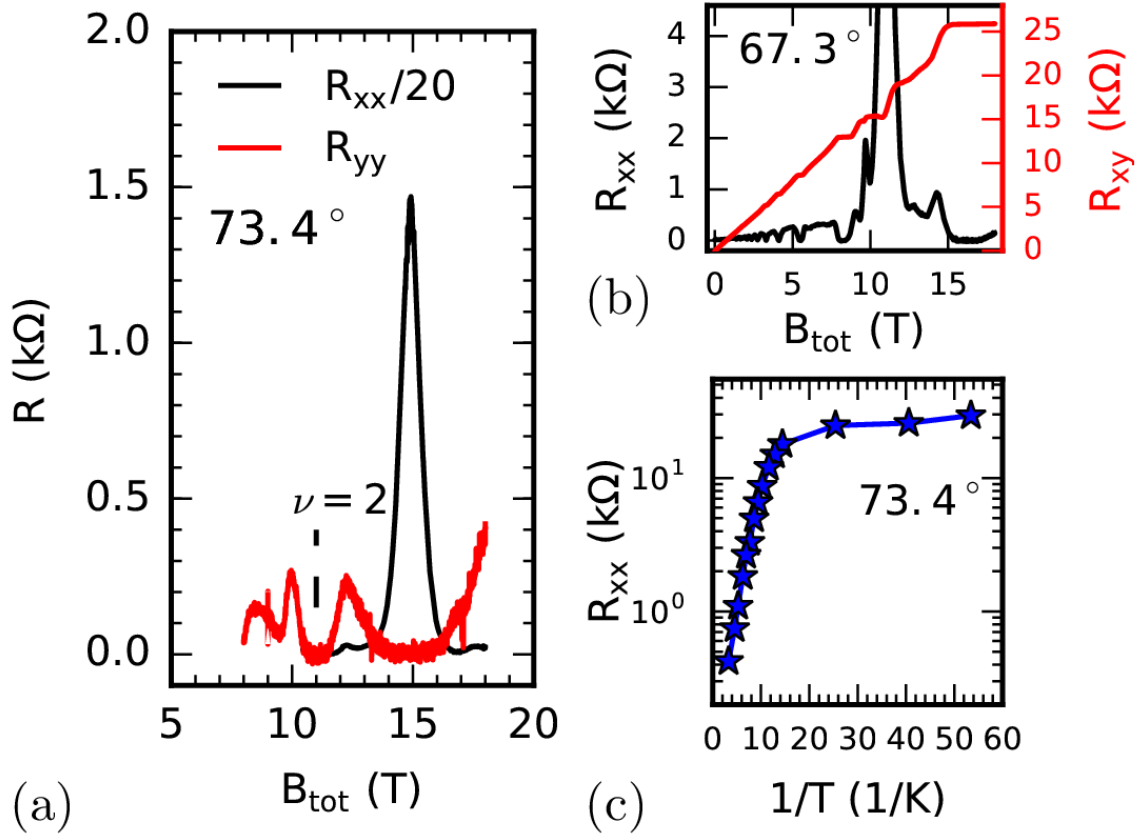 2.0
1.5
1.0
0.5
0.0
R (kΩ)
R_xx/20
R_yy
73.4°
ν = 2
5 10 15 20
B_tot (T)
(a)
4
3
2
1
0
R_xx (kΩ)
67.3°
25
20
15
10
5
0
R_xy (kΩ)
0 5 10 15
B_tot (T)
(b)
10^1
10^0
R_xx (kΩ)
73.4°
0 10 20 30 40 50 60
1/T (1/K)
(c)